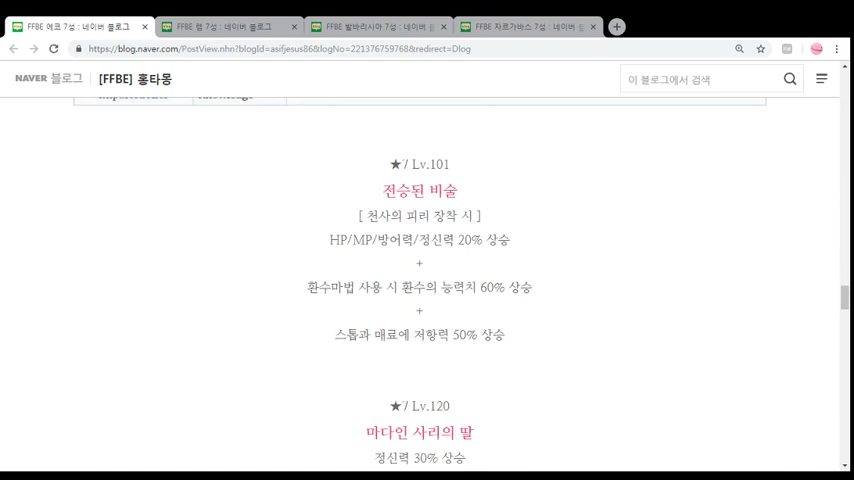 FFBE 에코 7성 : 네이버 블로그
FFBE 램 7성 : 네이버 블로그
FFBE 발바리시아 7성 : 네이버
FFBE 자르가바스 7성 : 네이버
https://blog.naver.com/PostView.nhn?blogId=asifjesus86&logNo=221376759768&redirect=Dlog
NAVER 블로그
[FFBE] 홍타몽
이 블로그에서 검색
★7 Lv.101
전승된 비술
[ 천사의 피리 장착 시 ]
HP/MP/방어력/정신력 20% 상승
+
환수마법 사용 시 환수의 능력치 60% 상승
+
스톱과 매료에 저항력 50% 상승
★7 Lv.120
마다인 사리의 딸
정신력 30% 상승